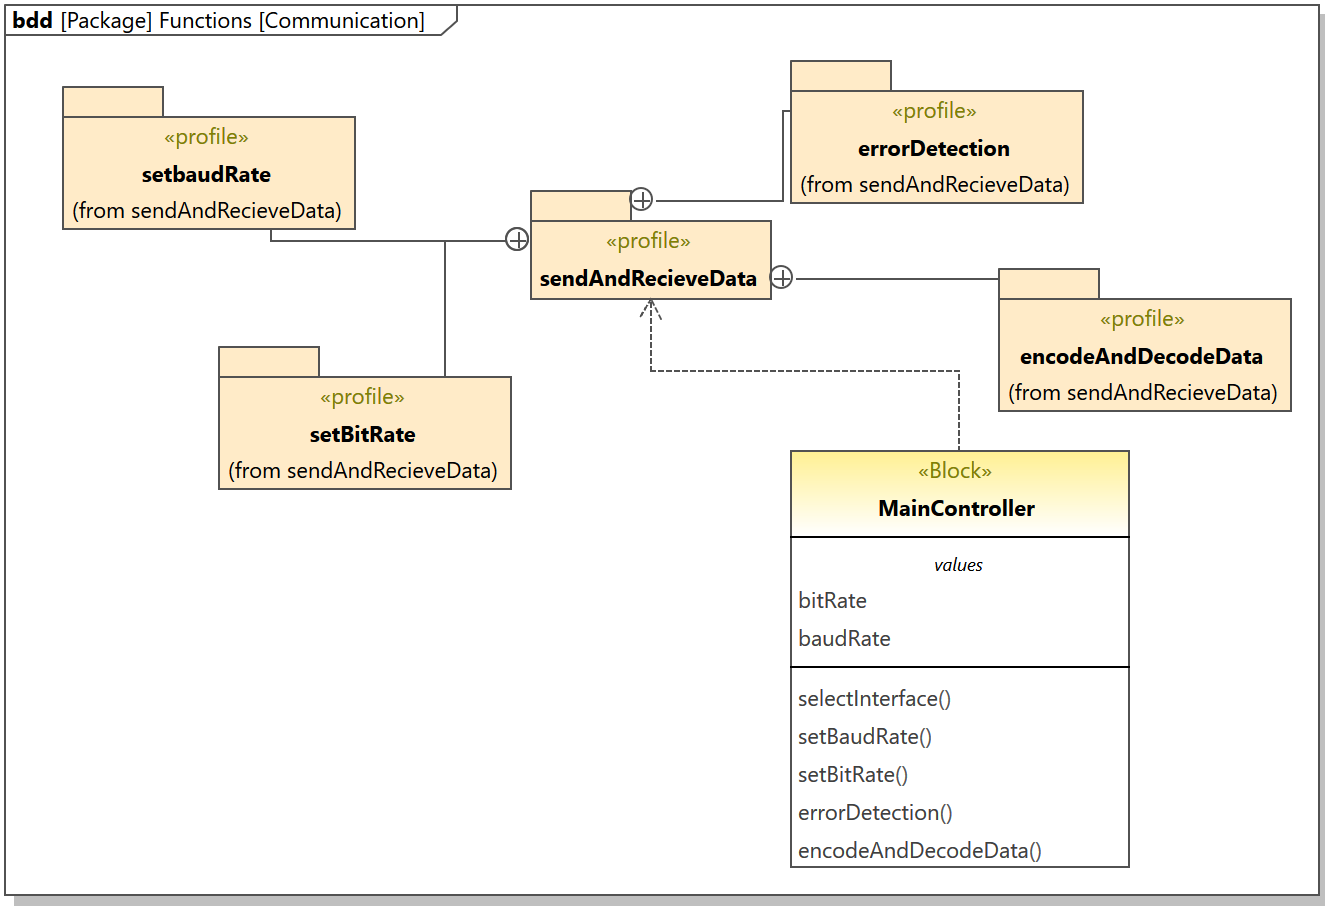 bdd [Package] Functions [Communication]
«profile»
setbaudRate
(from sendAndRecieveData)
«profile»
errorDetection
(from sendAndRecieveData)
«profile»
sendAndRecieveData
«profile»
encodeAndDecodeData
(from sendAndRecieveData)
«profile»
setBitRate
(from sendAndRecieveData)
«Block»
MainController
values
bitRate
baudRate
selectInterface()
setBaudRate()
setBitRate()
errorDetection()
encodeAndDecodeData()